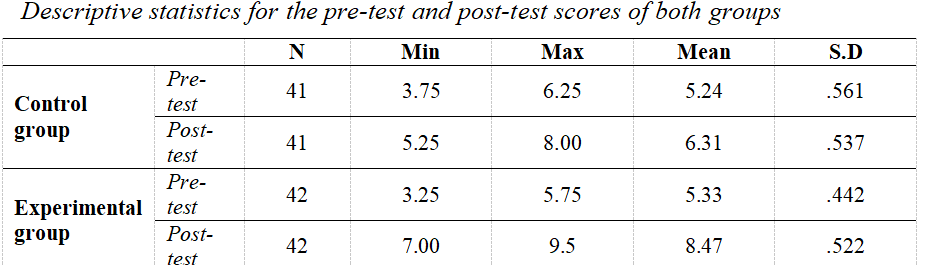 Descriptive statistics for the pre-test and post-test scores of both groups
N Min Max Mean S.D
Control group Pre-test 41 3.75 6.25 5.24 .561
Post-test 41 5.25 8.00 6.31 .537
Experimental group Pre-test 42 3.25 5.75 5.33 .442
Post-test 42 7.00 9.5 8.47 .522